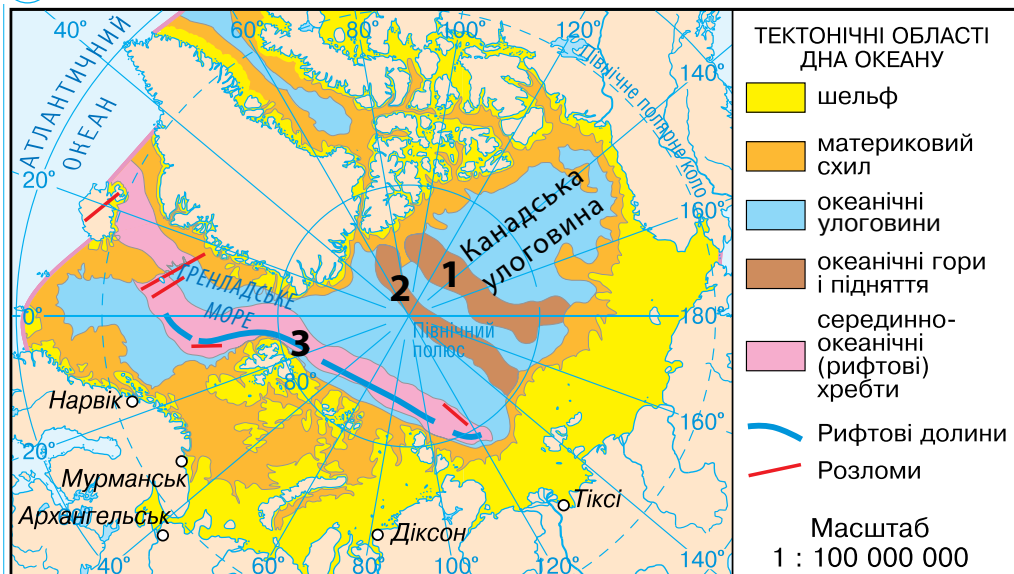 40°
60°
40°
100°
120°
АТЛАНТИЧНИЙ
ОКЕАН
Північне полярне коло
140°
80°
20°
160°
Канадська
улоговина
1
2
ГРЕНЛАДСЬКЕ
МОРЕ
0°
3
Північний
полюс
180°
80°
Нарвік
160°
20°
Мурманськ
Архангельськ
Діксон
Тіксі
40°
60°
80°
100°
120°
140°
ТЕКТОНІЧНІ ОБЛАСТІ
ДНА ОКЕАНУ
шельф
материковий
схил
океанічні
улоговини
океанічні гори
і підняття
серединно-
океанічні
(рифтові)
хребти
Рифтові долини
Розломи
Масштаб
1 : 100 000 000